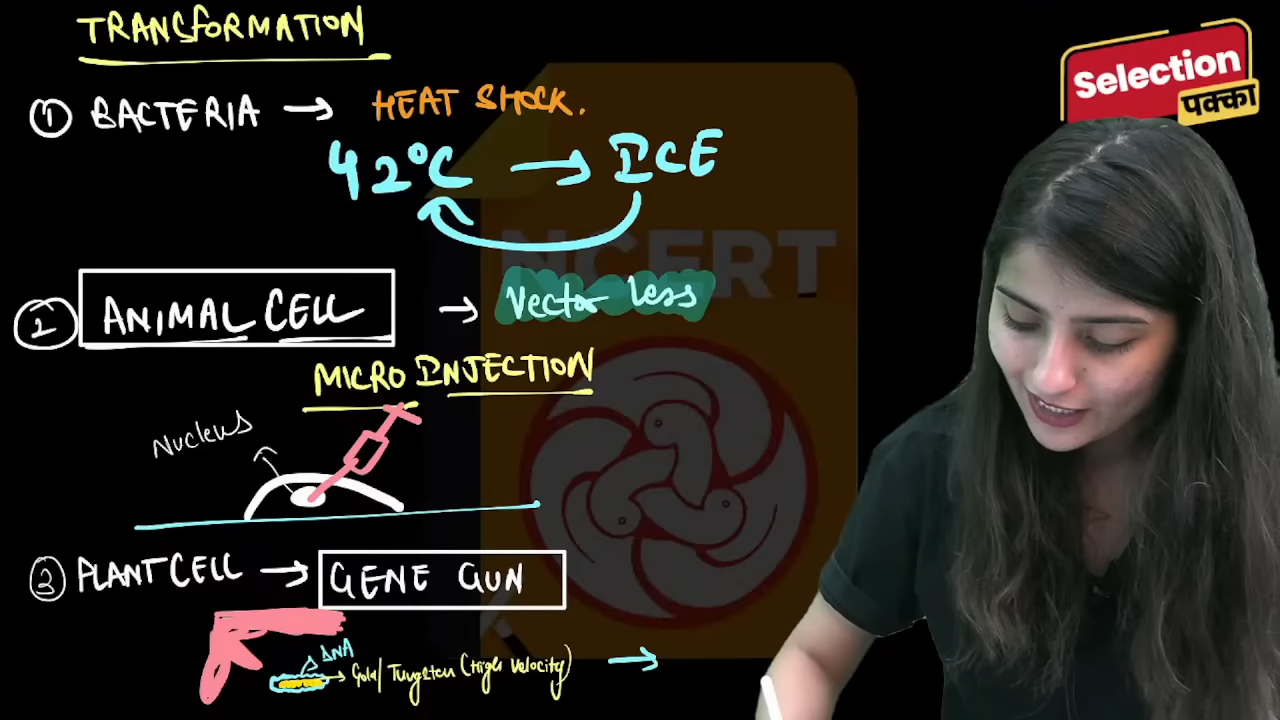 TRANSFORMATION
Selection
पक्का
① BACTERIA → HEAT SHOCK.
42°C → ICE
NCERT
② ANIMAL CELL → Vector less
MICRO INJECTION
Nucleus
③ PLANT CELL → GENE GUN
DNA
→ Gold/ Tungsten (High Velocity) →